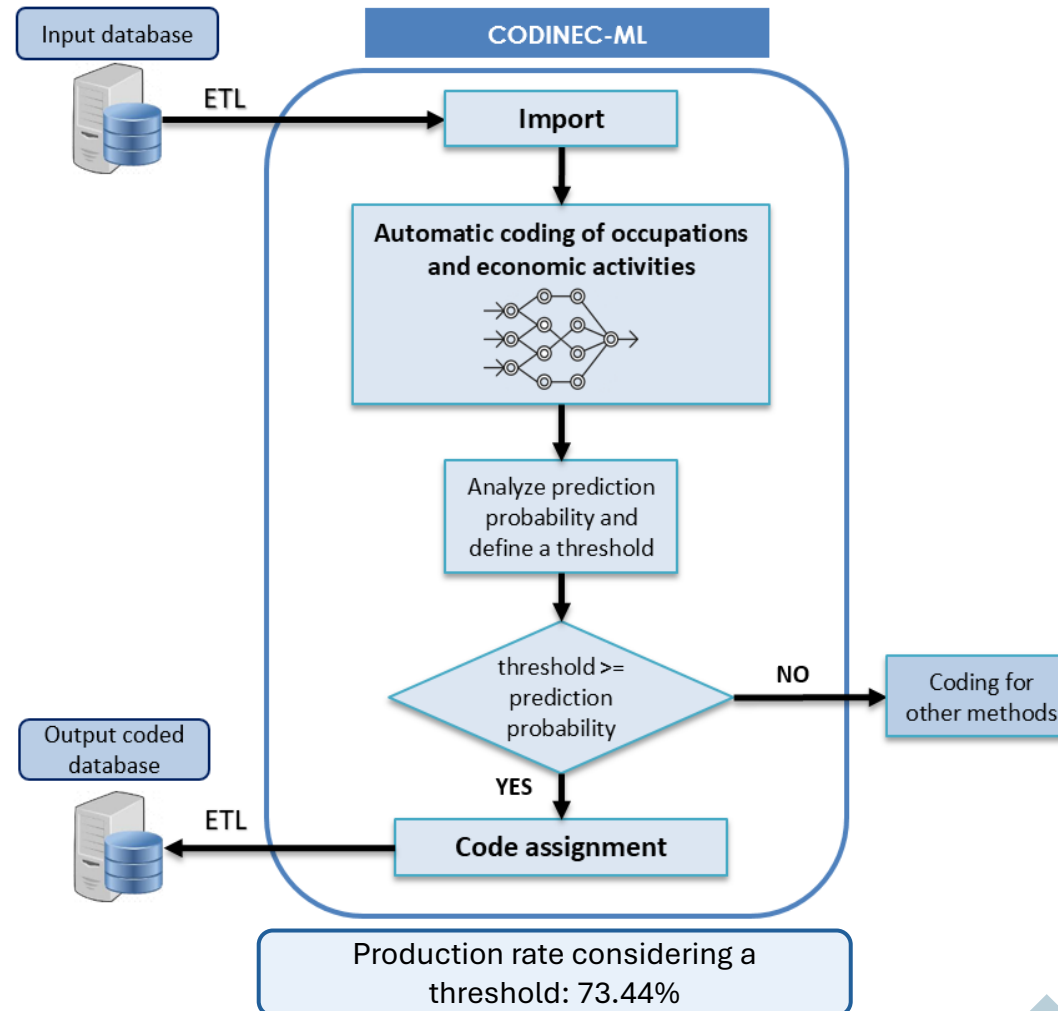 Input database
CODINEC-ML
ETL
Import
Automatic coding of occupations
and economic activities
Analyze prediction
probability and
define a threshold
threshold >=
prediction
probability
NO
Coding for
other methods
YES
Output coded
database
ETL
Code assignment
Production rate considering a
threshold: 73.44%